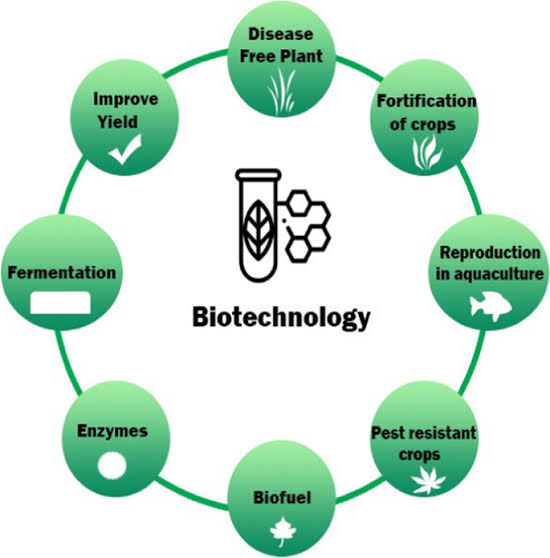 Disease
Free Plant
Fortification
of crops
Reproduction
in aquaculture
Pest resistant
crops
Biofuel
Enzymes
Fermentation
Improve
Yield
Biotechnology